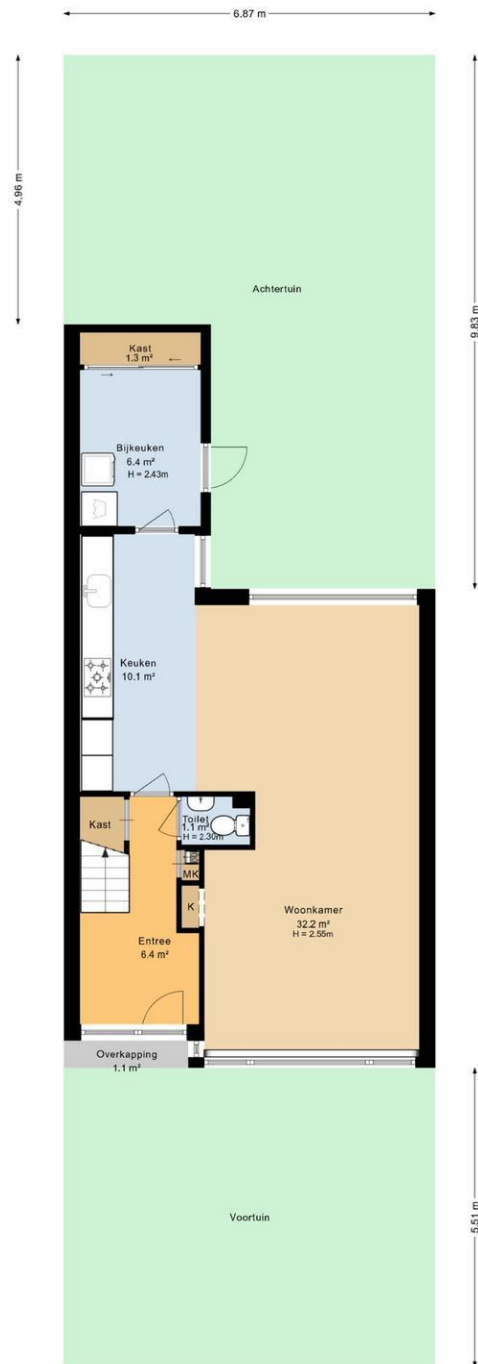 6.87 m
4.96 m
9.83 m
Achtertuin
Kast
1.3 m²
Bijkeuken
6.4 m²
H = 2.43m
Keuken
10.1 m²
Kast
Toilet
1.1 m²
H = 2.30m
MK
K
Woonkamer
32.2 m²
H = 2.55m
Entree
6.4 m²
Overkapping
1.1 m²
Voortuin
5.51 m